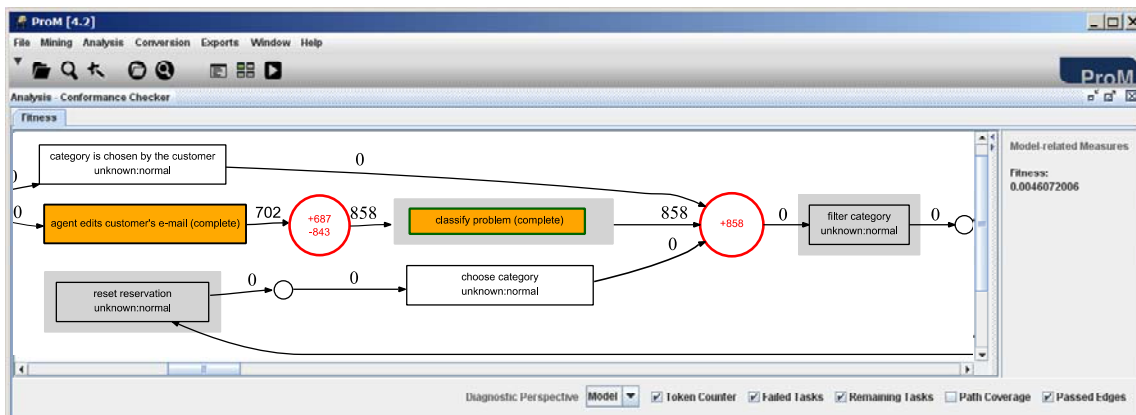 ProM [4.2]
File Mining Analysis Conversion Exports Window Help
ProM
Analysis - Conformance Checker
Fitness
category is chosen by the customer
unknown:normal
0
0
0
agent edits customer's e-mail (complete)
702
+687
-843
858
classify problem (complete)
858
+858
0
filter category
unknown:normal
0
0
reset reservation
unknown:normal
0
0
choose category
unknown:normal
Model-related Measures
Fitness:
0.0046072006
Diagnostic Perspective Model Token Counter Failed Tasks Remaining Tasks Path Coverage Passed Edges